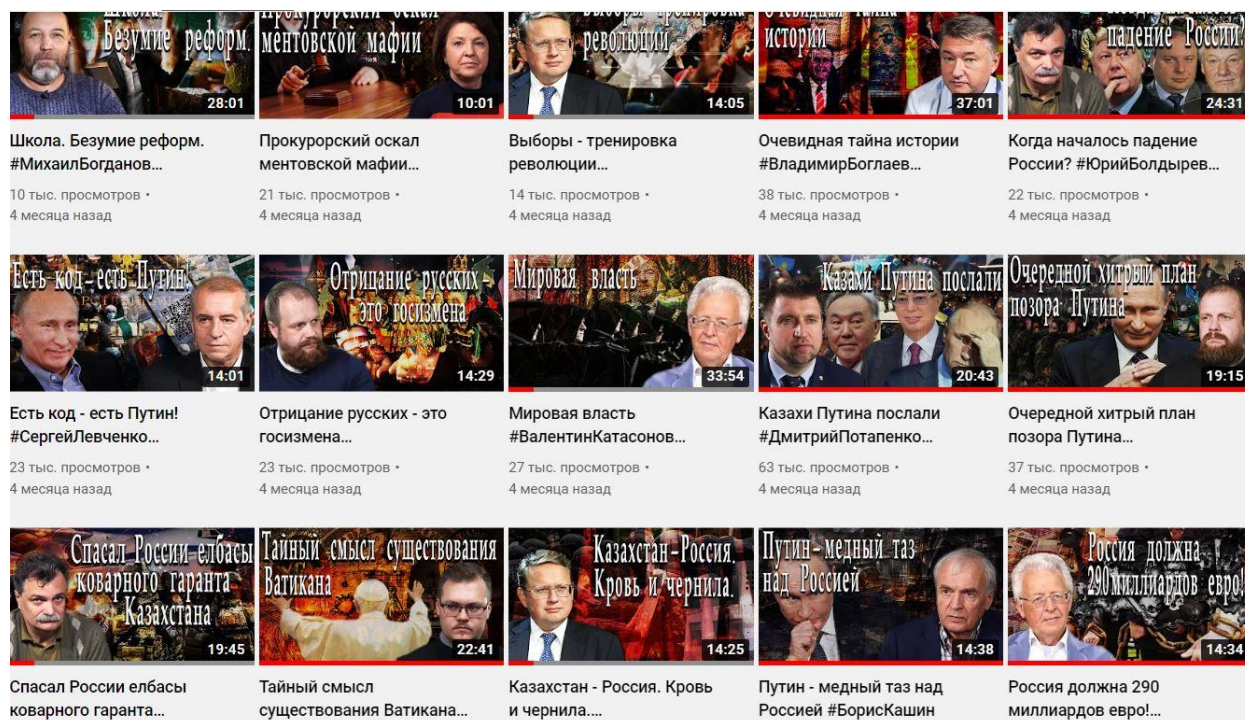 Безумие реформ.
28:01
Прокурорский оскал
ментовской мафии
10:01
Выборы тренировка
революции -
14:05
Очевидная тайна
истории
37:01
падение России?
24:31
Школа. Безумие реформ.
#МихаилБогданов...
10 тыс. просмотров •
4 месяца назад
Прокурорский оскал
ментовской мафии...
21 тыс. просмотров •
4 месяца назад
Выборы - тренировка
революции...
14 тыс. просмотров •
4 месяца назад
Очевидная тайна истории
#ВладимирБоглаев...
38 тыс. просмотров •
4 месяца назад
Когда началось падение
России? #ЮрийБолдырев...
22 тыс. просмотров •
4 месяца назад
Есть код-есть Путин!
14:01
Отрицание русских -
это госизмена
14:29
Мировая власть
33:54
Казахи Путина послали
20:43
Очередной хитрый план
позора Путина
19:15
Есть код - есть Путин!
#СергейЛевченко...
23 тыс. просмотров •
4 месяца назад
Отрицание русских - это
госизмена...
23 тыс. просмотров •
4 месяца назад
Мировая власть
#ВалентинКатасонов...
27 тыс. просмотров •
4 месяца назад
Казахи Путина послали
#ДмитрийПотапенко...
63 тыс. просмотров •
4 месяца назад
Очередной хитрый план
позора Путина...
37 тыс. просмотров •
4 месяца назад
Спасал России елбасы
коварного гаранта
Казахстана
19:45
Тайный смысл существования
Ватикана
22:41
Казахстан-Россия.
Кровь и чернила.
14:25
Путин-медный таз
над Россией
14:38
Россия должна
290миллиардов евро!
14:34
Спасал России елбасы
коварного гаранта...
Тайный смысл
существования Ватикана...
Казахстан - Россия. Кровь
и чернила....
Путин - медный таз над
Россией #БорисКашин
Россия должна 290
миллиардов евро!...